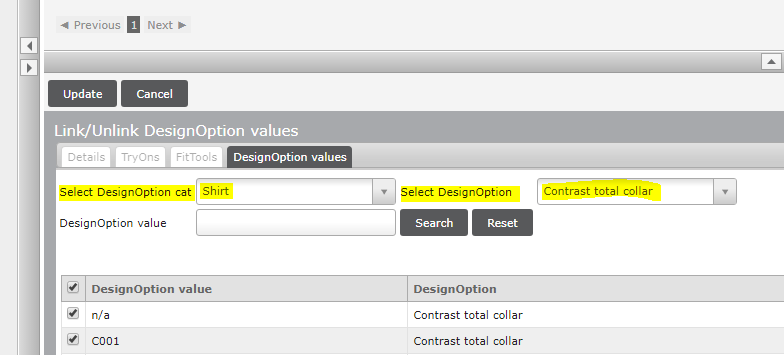 ◄ Previous 1 Next ►
Update Cancel
Link/Unlink DesignOption values
Details TryOns FitTools DesignOption values
Select DesignOption cat Shirt Select DesignOption Contrast total collar
DesignOption value Search Reset
DesignOption value DesignOption
n/a Contrast total collar
C001 Contrast total collar